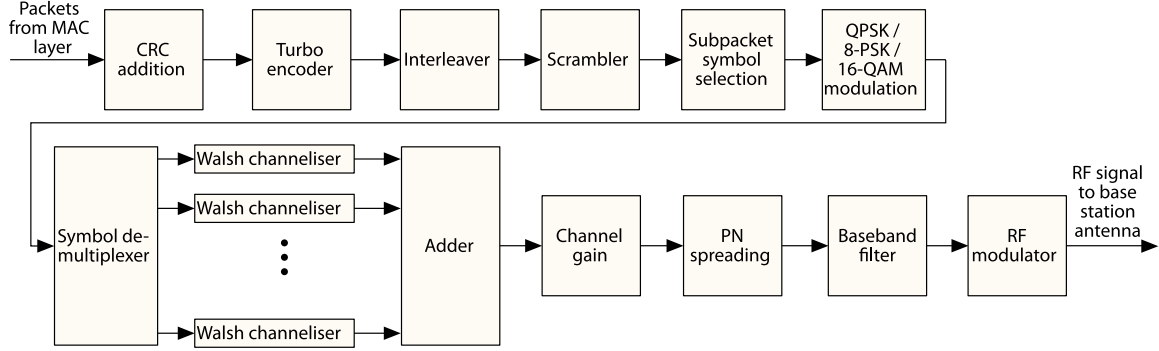 Packets
from MAC
layer
CRC
addition
Turbo
encoder
Interleaver
Scrambler
Subpacket
symbol
selection
QPSK /
8-PSK /
16-QAM
modulation
Symbol de-
multiplexer
Walsh channeliser
Walsh channeliser
Walsh channeliser
Adder
Channel
gain
PN
spreading
Baseband
filter
RF
modulator
RF signal
to base
station
antenna